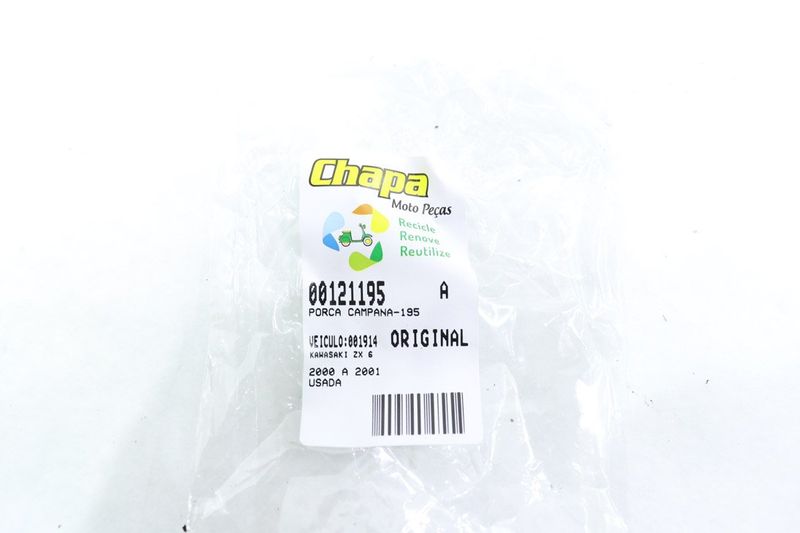 Chapa
Moto Peças
Recicle
Renove
Reutilize
00121195 A
PORCA CAMPANA-195
VEICULO:001914 ORIGINAL
KAWASAKI ZX 6
2000 A 2001
USADA